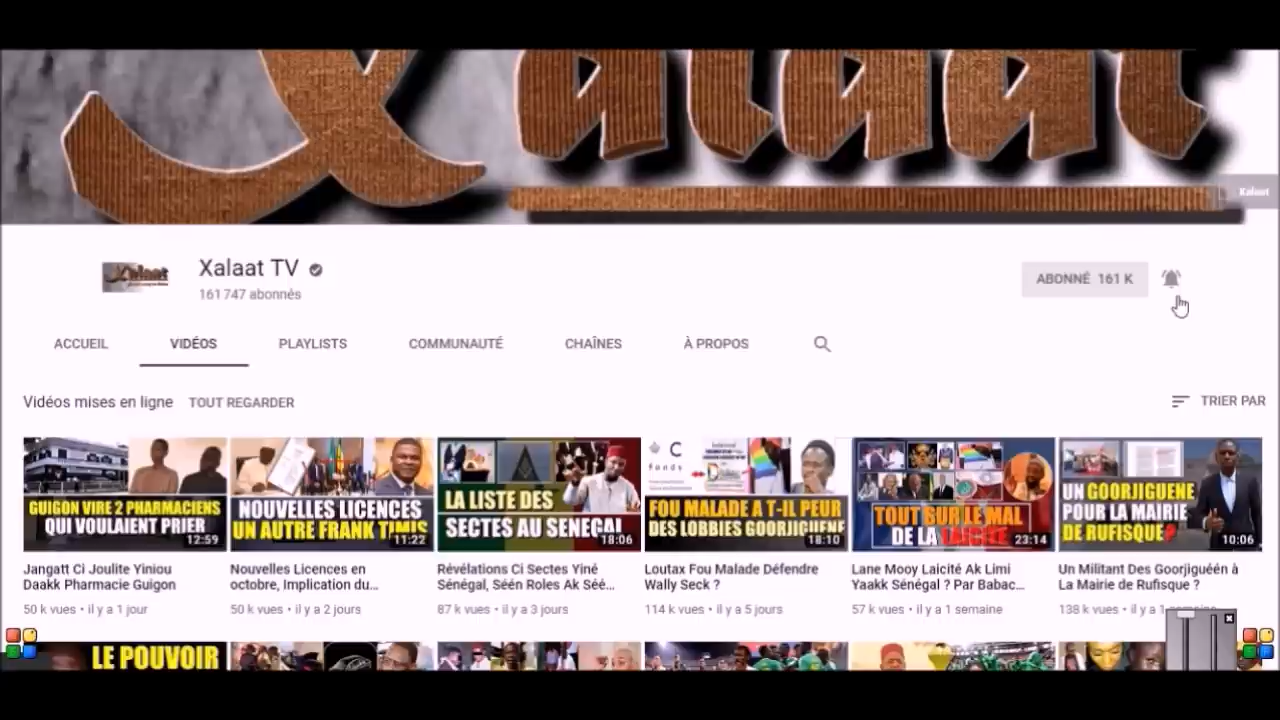 Xalaat
Xalaat
Xalaat TV
161 747 abonnés
ABONNÉ 161 K
ACCUEIL VIDÉOS PLAYLISTS COMMUNAUTÉ CHAÎNES À PROPOS
Vidéos mises en ligne TOUT REGARDER
TRIER PAR
GUIGON VIRE 2 PHARMACIENS
QUI VOULAIENT PRIER
12:59
Jangatt Ci Joulite Yiniou
Daakk Pharmacie Guigon
50 k vues • il y a 1 jour
NOUVELLES LICENCES
UN AUTRE FRANK TIMIS
11:22
Nouvelles Licences en
octobre, Implication du...
50 k vues • il y a 2 jours
LA LISTE DES
SECTES AU SENEGAL
18:06
Révélations Ci Sectes Yiné
Sénégal, Séén Roles Ak Séé...
87 k vues • il y a 3 jours
C
fonds
FOU MALADE A T-IL PEUR
DES LOBBIES GOORJIGUENE
18:10
Loutax Fou Malade Défendre
Wally Seck ?
114 k vues • il y a 5 jours
TOUT SUR LE MAL
DE LA LAICITE
23:14
Lane Mooy Laicité Ak Limi
Yaakk Sénégal ? Par Babac...
57 k vues • il y a 1 semaine
UN GOORJIGUENE
POUR LA MAIRIE
DE RUFISQUE?
10:06
Un Militant Des Goorjiguéén à
La Mairie de Rufisque ?
138 k vues • il y a 1 semaine
LE POUVOIR